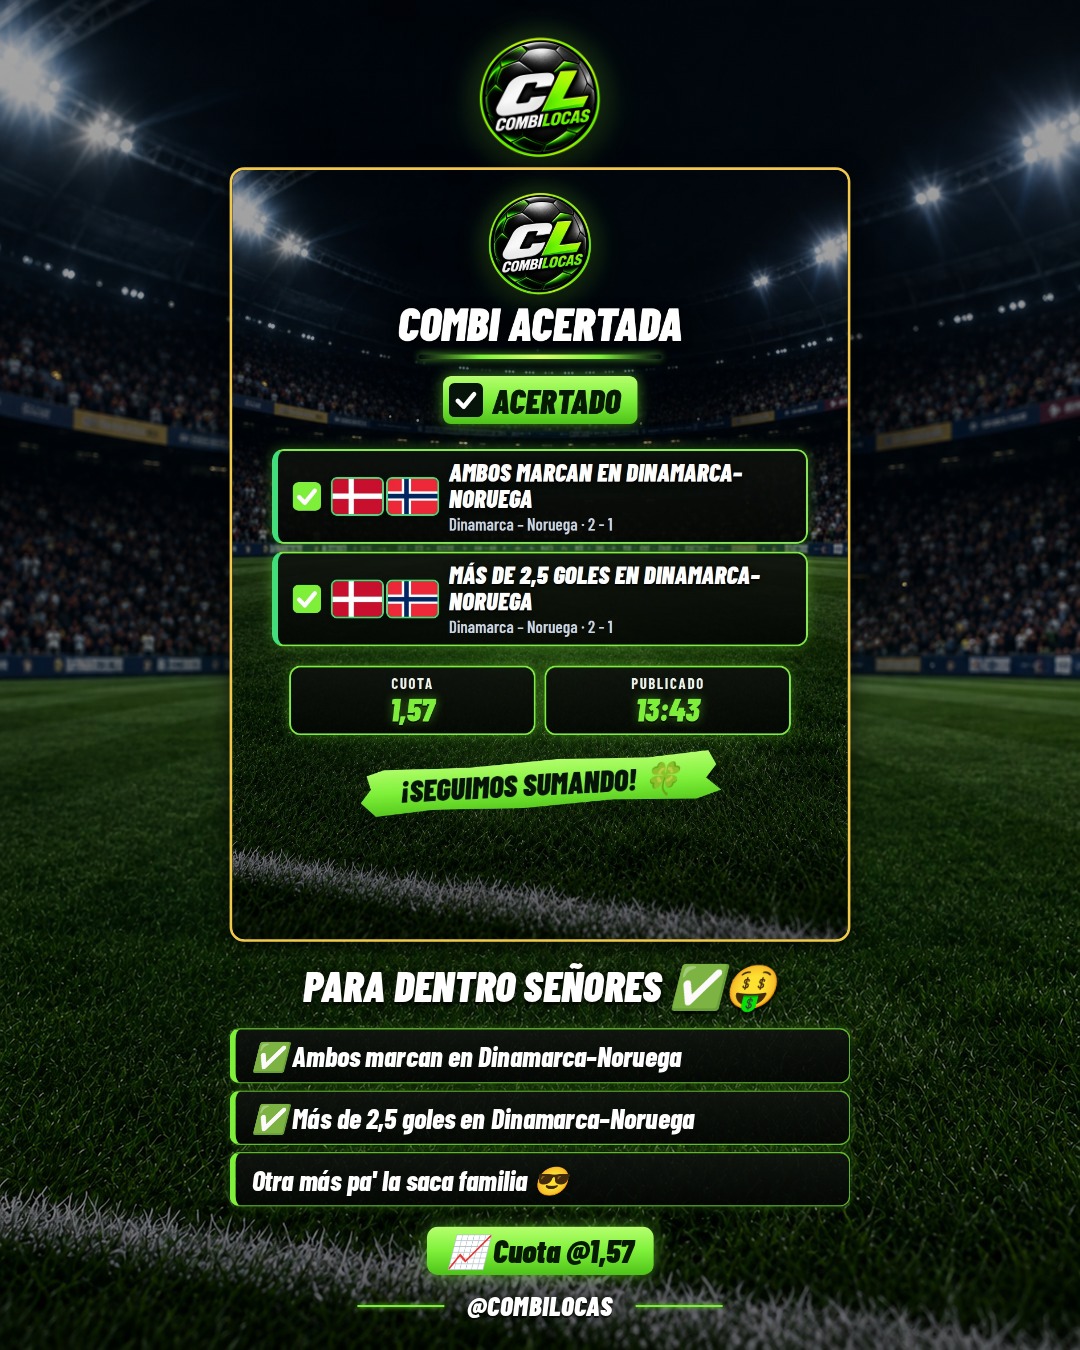 CL
COMBILOCAS
CL
COMBILOCAS
COMBI ACERTADA
ACERTADO
AMBOS MARCAN EN DINAMARCA-
NORUEGA
Dinamarca - Noruega · 2 - 1
MÁS DE 2,5 GOLES EN DINAMARCA-
NORUEGA
Dinamarca - Noruega · 2 - 1
CUOTA
1,57
PUBLICADO
13:43
¡SEGUIMOS SUMANDO! 🍀
PARA DENTRO SEÑORES ✅🤑
✅ Ambos marcan en Dinamarca-Noruega
✅ Más de 2,5 goles en Dinamarca-Noruega
Otra más pa' la saca familia 😎
📈 Cuota @1,57
@COMBILOCAS